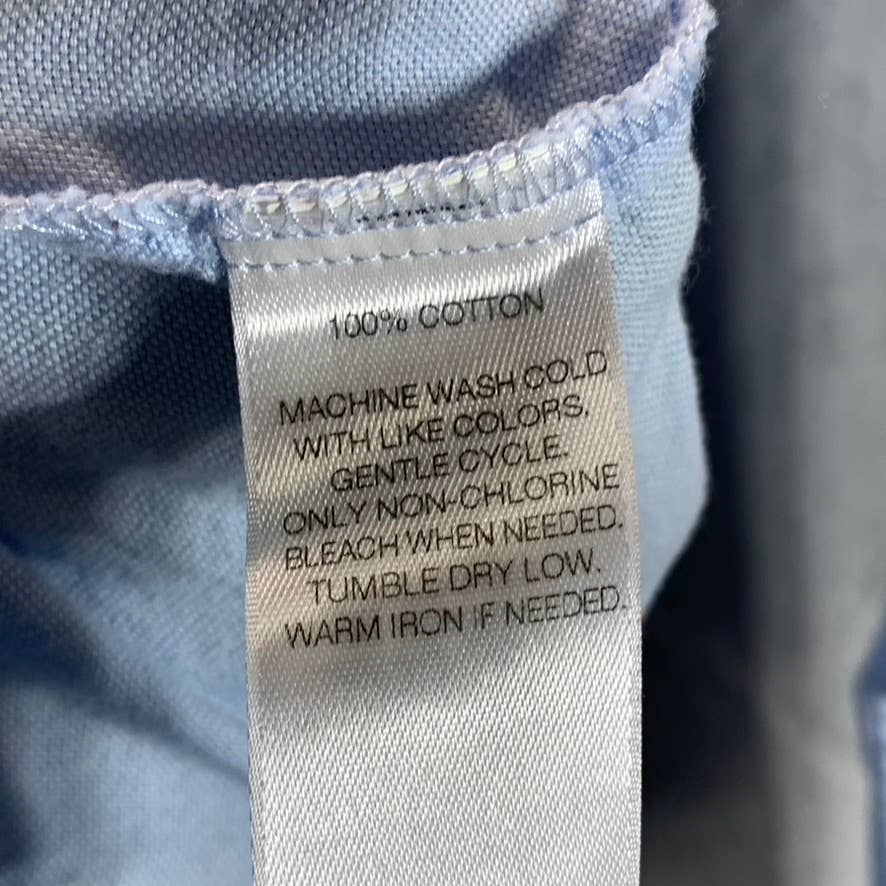 100% COTTON
MACHINE WASH COLD
WITH LIKE COLORS.
GENTLE CYCLE.
ONLY NON-CHLORINE
BLEACH WHEN NEEDED.
TUMBLE DRY LOW.
WARM IRON IF NEEDED.